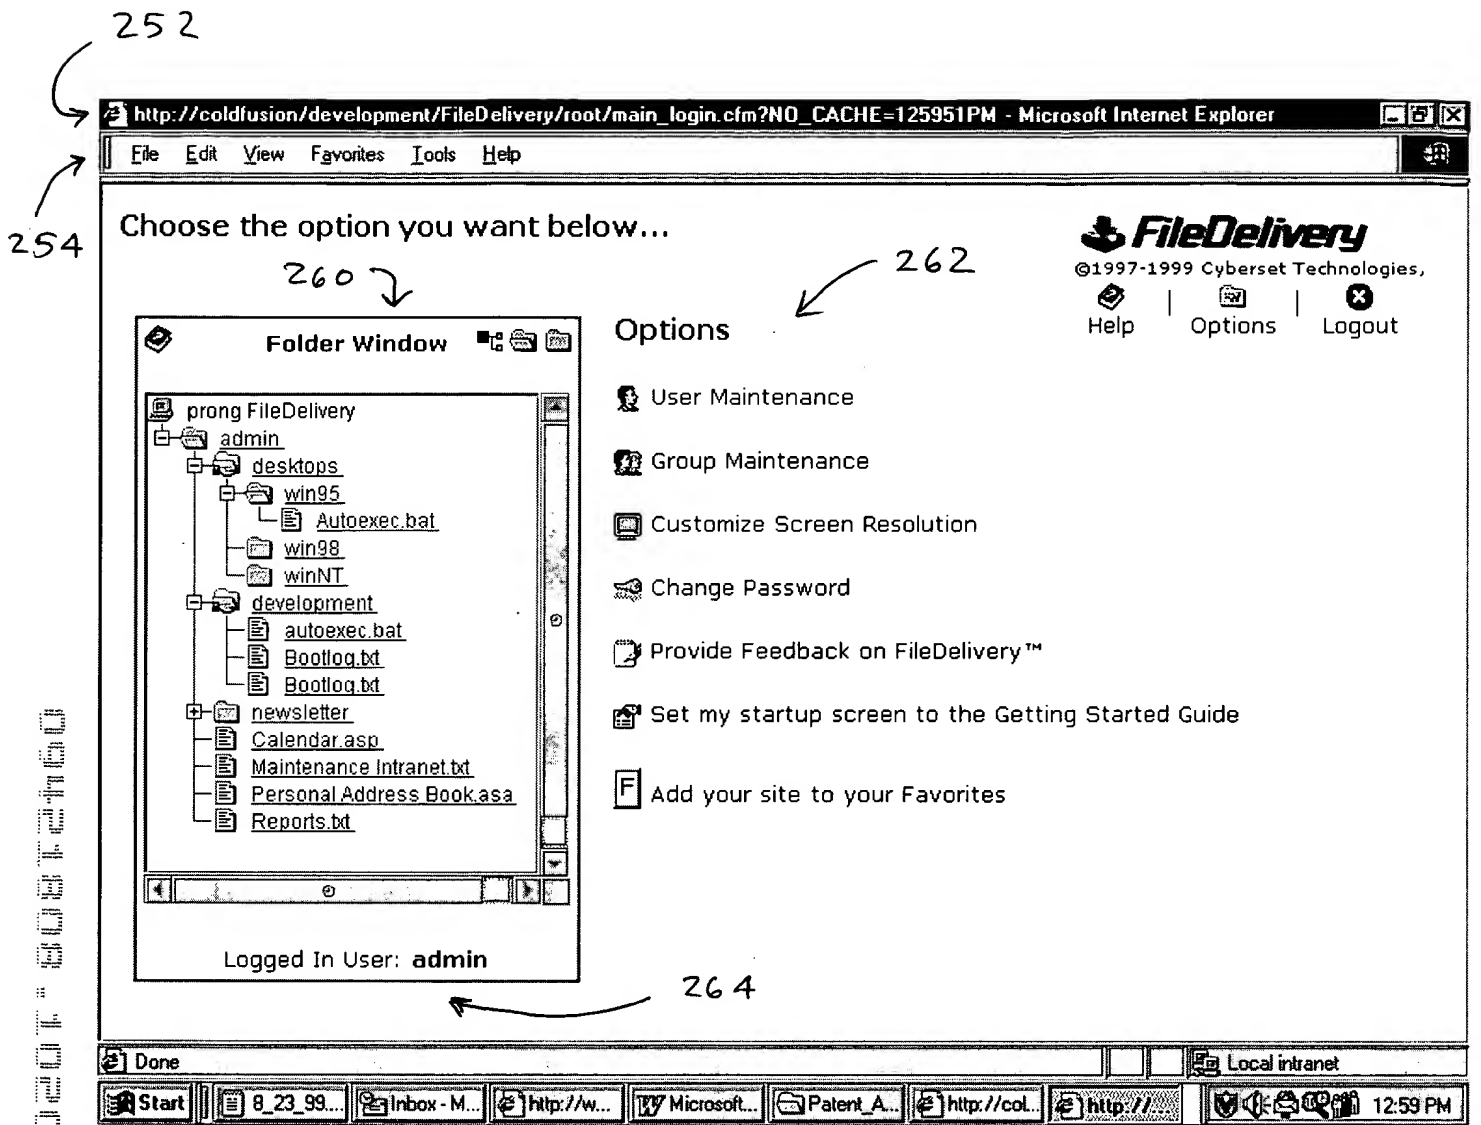 252
http://coldfusion/development/FileDelivery/root/main_login.cfm?NO_CACHE=125951PM - Microsoft Internet Explorer
File Edit View Favorites Tools Help
254
Choose the option you want below...
FileDelivery
©1997-1999 Cyberset Technologies,
Help | Options | Logout
260
262
Folder Window
prong FileDelivery
admin
desktops
win95
Autoexec.bat
win98
winNT
development
autoexec.bat
Bootlog.txt
Bootlog.txt
newsletter
Calendar.asp
Maintenance Intranet.txt
Personal Address Book.asa
Reports.txt
Logged In User: admin
264
Options
User Maintenance
Group Maintenance
Customize Screen Resolution
Change Password
Provide Feedback on FileDelivery™
Set my startup screen to the Getting Started Guide
F Add your site to your Favorites
Done
Local intranet
Start 8_23_99.... Inbox - M... http://w... Microsoft... Patent_A... http://col... http://... 12:59 PM